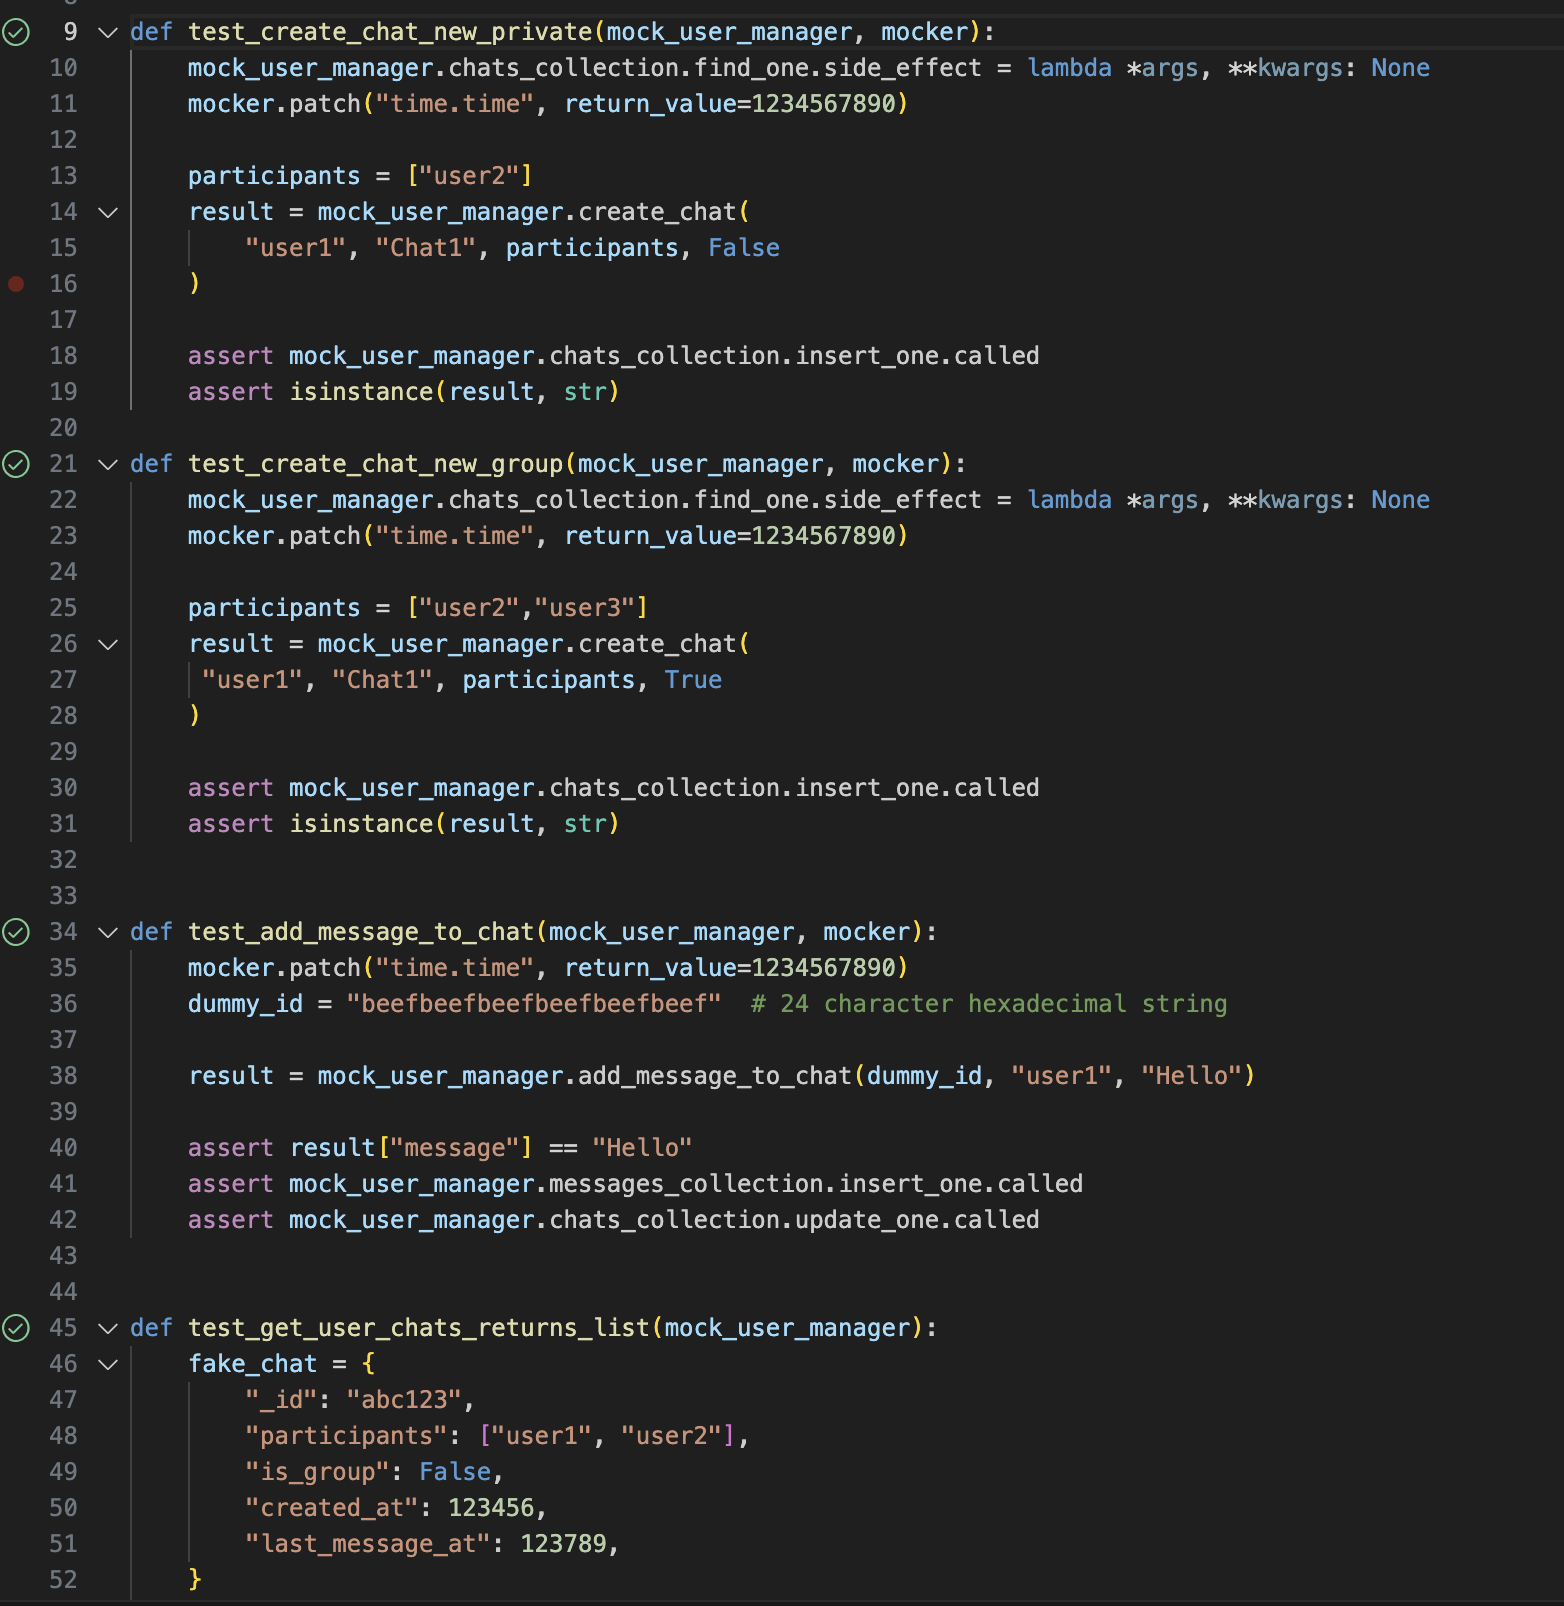 9 def test_create_chat_new_private(mock_user_manager, mocker):
10 mock_user_manager.chats_collection.find_one.side_effect = lambda *args, **kwargs: None
11 mocker.patch("time.time", return_value=1234567890)
12
13 participants = ["user2"]
14 result = mock_user_manager.create_chat(
15 "user1", "Chat1", participants, False
16 )
17
18 assert mock_user_manager.chats_collection.insert_one.called
19 assert isinstance(result, str)
20
21 def test_create_chat_new_group(mock_user_manager, mocker):
22 mock_user_manager.chats_collection.find_one.side_effect = lambda *args, **kwargs: None
23 mocker.patch("time.time", return_value=1234567890)
24
25 participants = ["user2","user3"]
26 result = mock_user_manager.create_chat(
27 "user1", "Chat1", participants, True
28 )
29
30 assert mock_user_manager.chats_collection.insert_one.called
31 assert isinstance(result, str)
32
33
34 def test_add_message_to_chat(mock_user_manager, mocker):
35 mocker.patch("time.time", return_value=1234567890)
36 dummy_id = "beefbeefbeefbeefbeefbeef"  # 24 character hexadecimal string
37
38 result = mock_user_manager.add_message_to_chat(dummy_id, "user1", "Hello")
39
40 assert result["message"] == "Hello"
41 assert mock_user_manager.messages_collection.insert_one.called
42 assert mock_user_manager.chats_collection.update_one.called
43
44
45 def test_get_user_chats_returns_list(mock_user_manager):
46 fake_chat = {
47 "_id": "abc123",
48 "participants": ["user1", "user2"],
49 "is_group": False,
50 "created_at": 123456,
51 "last_message_at": 123789,
52 }